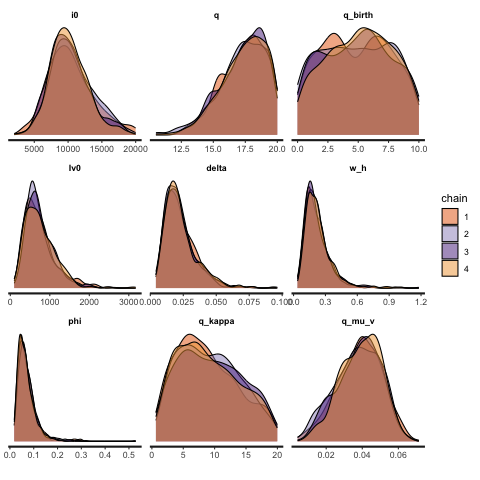 i0 q q_birth
5000 10000 15000 20000 12.5 15.0 17.5 20.0 0.0 2.5 5.0 7.5 10.0
Iv0 delta w_h
0 1000 2000 3000 0.000 0.025 0.050 0.075 0.100 0.0 0.3 0.6 0.9 1.2
phi q_kappa q_mu_v
0.0 0.1 0.2 0.3 0.4 0.5 0 5 10 15 20 0.02 0.04 0.06
chain
1
2
3
4